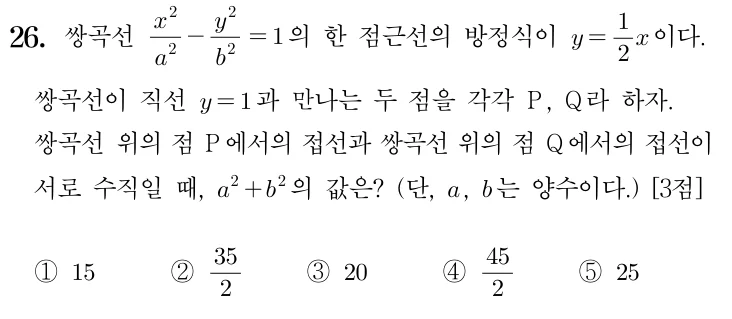 26. 쌍곡선 x²/a² - y²/b² = 1의 한 점근선의 방정식이 y = 1/2 x이다.
쌍곡선이 직선 y=1과 만나는 두 점을 각각 P, Q라 하자.
쌍곡선 위의 점 P에서의 접선과 쌍곡선 위의 점 Q에서의 접선이
서로 수직일 때, a²+b²의 값은? (단, a, b는 양수이다.) [3점]
① 15 ② 35/2 ③ 20 ④ 45/2 ⑤ 25